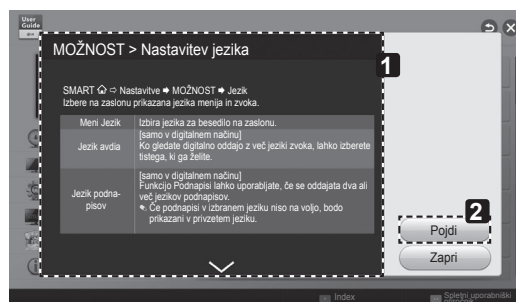 User
Guide
MOŽNOST > Nastavitev jezika
1
SMART ⇨ Nastavitve ➡ MOŽNOST ➡ Jezik
Izbere na zaslonu prikazana jezika menija in zvoka.
Meni Jezik
Izbira jezika za besedilo na zaslonu.
Jezik avdia
[samo v digitalnem načinu]
Ko gledate digitalno oddajo z več jeziki zvoka, lahko izberete
tistega, ki ga želite.
Jezik podna-
pisov
[samo v digitalnem načinu]
Funkcijo Podnapisi lahko uporabljate, če se oddajata dva ali
več jezikov podnapisov.
Če podnapisi v izbranem jeziku niso na voljo, bodo
prikazani v privzetem jeziku.
2
Pojdi
Zapri
Index
Spletni uporabniški